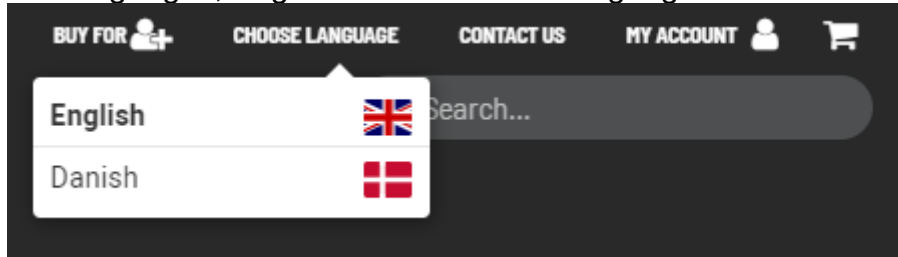 BUY FOR CHOOSE LANGUAGE CONTACT US MY ACCOUNT
English
Search...
Danish